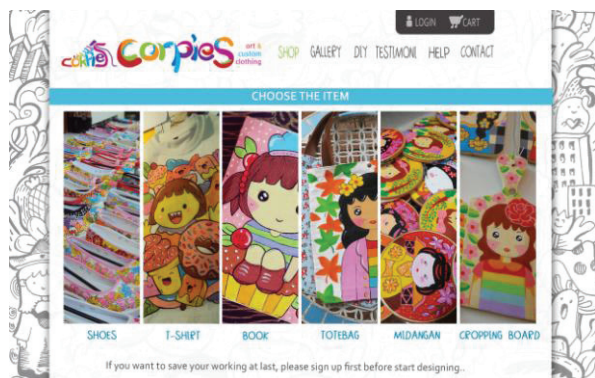 LOGIN CART
corpies corpies art & custom clothing
SHOP GALLERY DIY TESTIMONI HELP CONTACT
CHOOSE THE ITEM
SHOES T-SHIRT BOOK TOTEBAG MIDANGAN CROPPING BOARD
If you want to save your working at last, please sign up first before start designing..